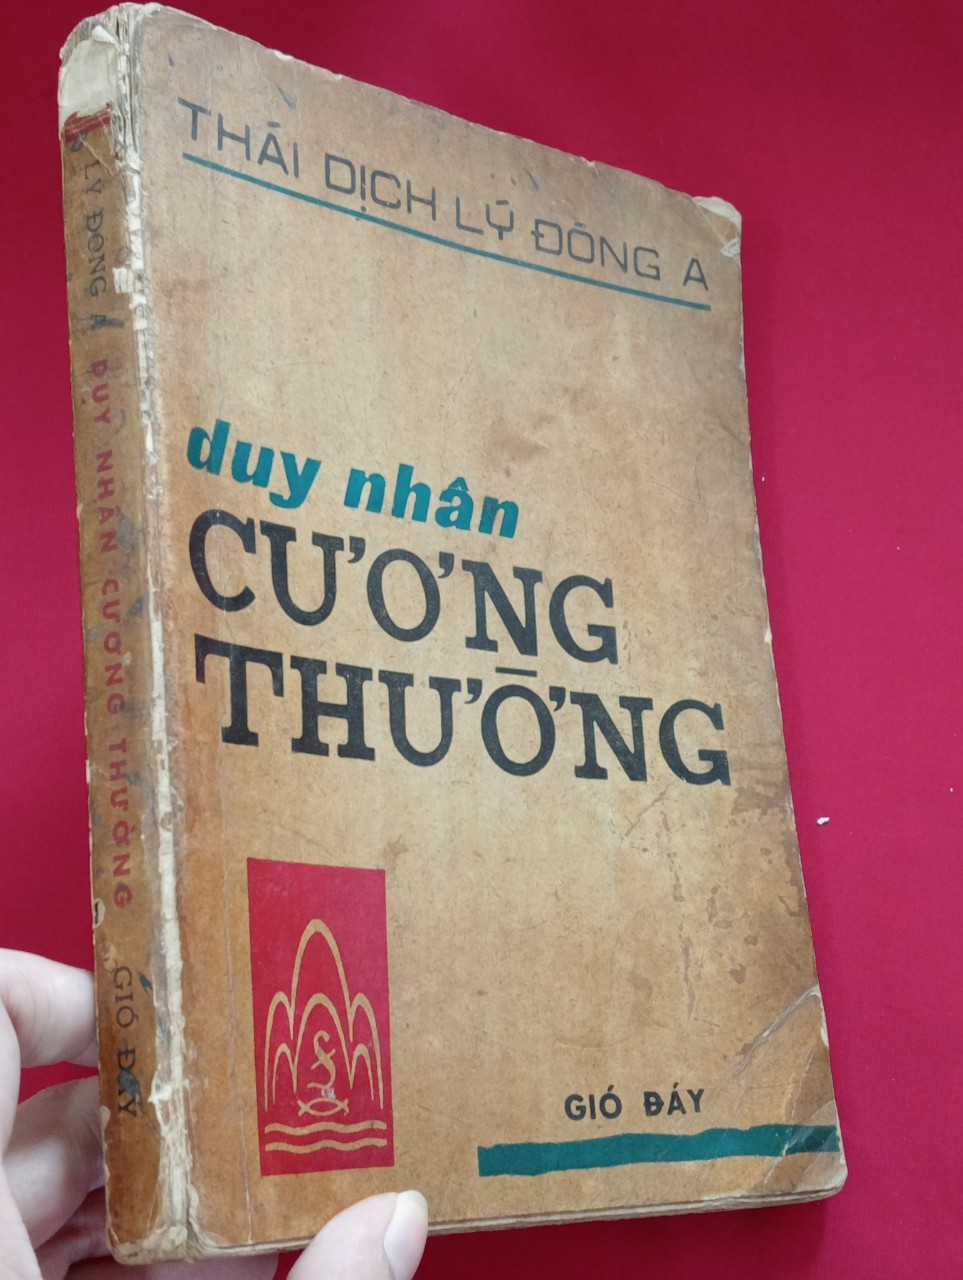 THÁI DỊCH LÝ ĐÔNG A
duy nhân
CƯƠNG
THƯỜNG
GIÓ ĐÁY
LÝ ĐÔNG A DUY NHÂN CƯƠNG THƯỜNG GIÓ ĐÁY